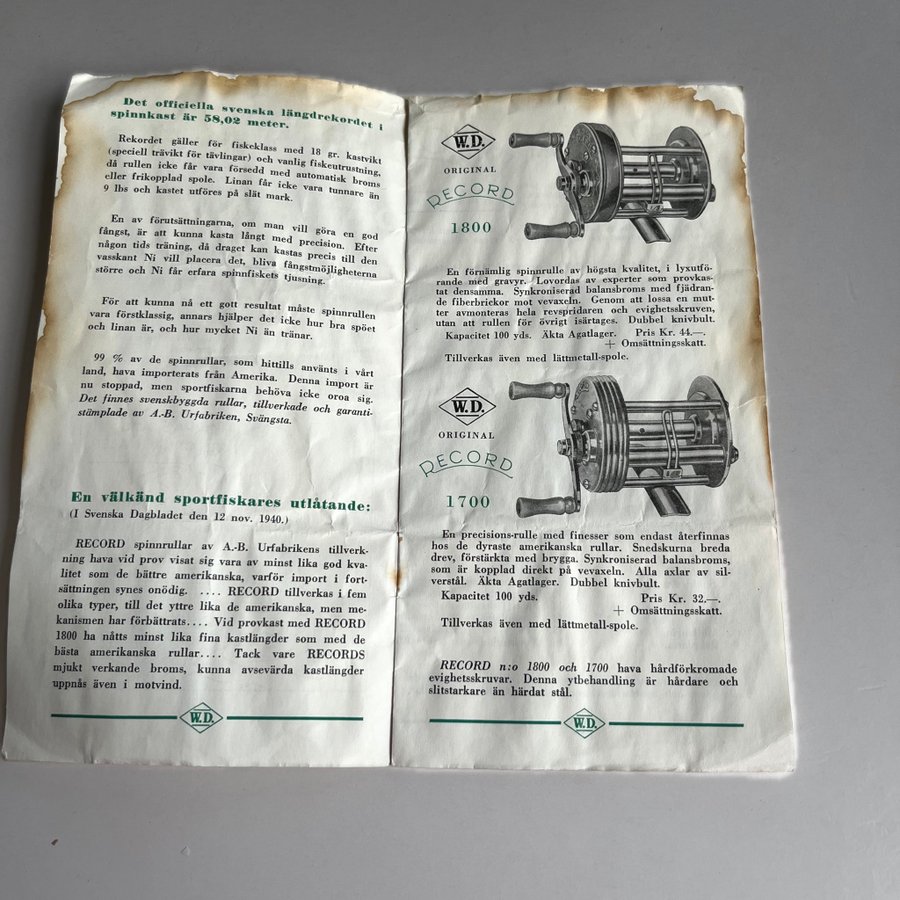 Det officiella svenska längdrekordet i
spinnkast är 58,02 meter.
Rekordet gäller för fiskeklass med 18 gr. kastvikt
(speciell trävikt för tävlingar) och vanlig fiskeutrustning,
då rullen icke får vara försedd med automatisk broms
eller frikopplad spole. Linan får icke vara tunnare än
9 lbs och kastet utföres på slät mark.
En av förutsättningarna, om man vill göra en god
fångst, är att kunna kasta långt med precision. Efter
någon tids träning, då draget kan kastas precis till den
vasskant Ni vill placera det, bliva fångstmöjligheterna
större och Ni får erfara spinnfiskets tjusning.
För att kunna nå ett gott resultat måste spinnrullen
vara förstklassig, annars hjälper det icke hur bra spöet
och linan är, och hur mycket Ni än tränar.
99 % av de spinnrullar, som hittills använts i vårt
land, hava importerats från Amerika. Denna import är
nu stoppad, men sportfiskarna behöva icke oroa sig.
Det finnes svenskbyggda rullar, tillverkade och garanti-
stämplade av A.-B. Urfabriken, Svängsta.
En välkänd sportfiskares utlåtande:
(I Svenska Dagbladet den 12 nov. 1940.)
RECORD spinnrullar av A.-B. Urfabrikens tillverk-
ning hava vid prov visat sig vara av minst lika god kva-
litet som de bättre amerikanska, varför import i fort-
sättningen synes onödig. .... RECORD tillverkas i fem
olika typer, till det yttre lika de amerikanska, men me-
kanismen har förbättrats.... Vid provkast med RECORD
1800 ha nåtts minst lika fina kastlängder som med de
bästa amerikanska rullar.... Tack vare RECORDS
mjukt verkande broms, kunna avsevärda kastlängder
uppnås även i motvind.
W.D.
W.D.
ORIGINAL
RECORD
1800
En förnämlig spinnrulle av högsta kvalitet, i lyxutfö-
rande med gravyr. Lovordas av experter som provkas-
tat densamma. Synkroniserad balansbroms med fjädran-
de fiberbrickor mot vevaxeln. Genom att lossa en mut-
ter avmonteras hela revspridaren och evighetsskruven,
utan att rullen för övrigt isärtages. Dubbel knivbult.
Kapacitet 100 yds. Äkta Agatlager. Pris Kr. 44.—.
+ Omsättningsskatt.
Tillverkas även med lättmetall-spole.
W.D.
ORIGINAL
RECORD
1700
En precisions-rulle med finesser som endast återfinnas
hos de dyraste amerikanska rullar. Snedskurna breda
drev, förstärkta med brygga. Synkroniserad balansbroms,
som är kopplad direkt på vevaxeln. Alla axlar av sil-
verstål. Äkta Agatlager. Dubbel knivbult.
Kapacitet 100 yds. Pris Kr. 32.—.
+ Omsättningsskatt.
Tillverkas även med lättmetall-spole.
RECORD n:o 1800 och 1700 hava hårdförkromade
evighetsskruvar. Denna ytbehandling är hårdare och
slitstarkare än härdat stål.
W.D.